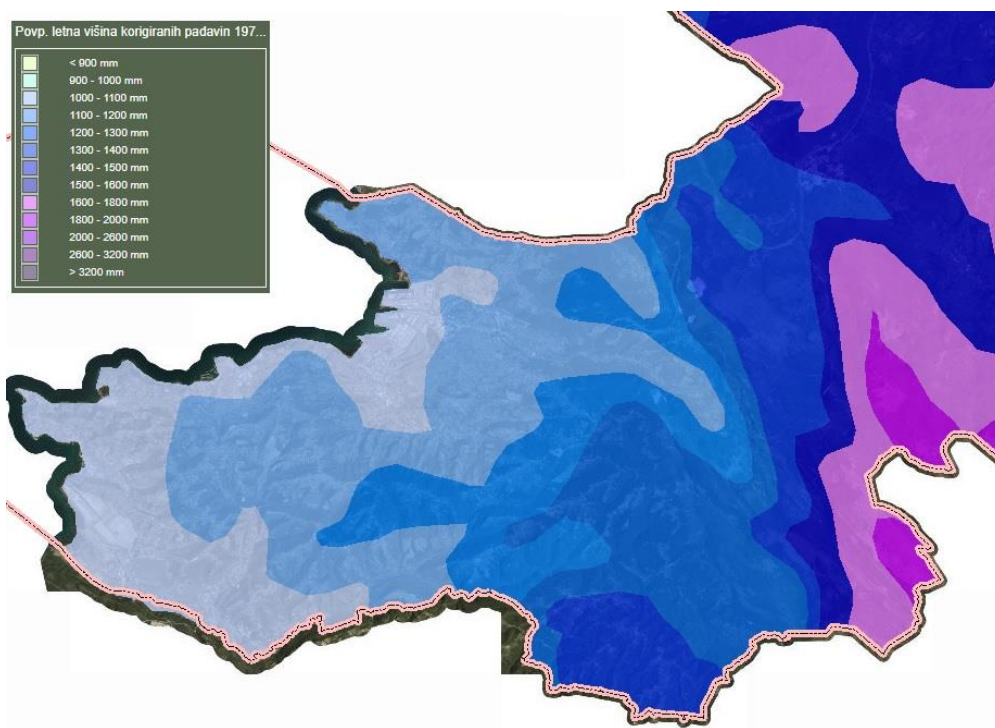 Povp. letna višina korigiranih padavin 197...
< 900 mm
900 - 1000 mm
1000 - 1100 mm
1100 - 1200 mm
1200 - 1300 mm
1300 - 1400 mm
1400 - 1500 mm
1500 - 1600 mm
1600 - 1800 mm
1800 - 2000 mm
2000 - 2600 mm
2600 - 3200 mm
> 3200 mm